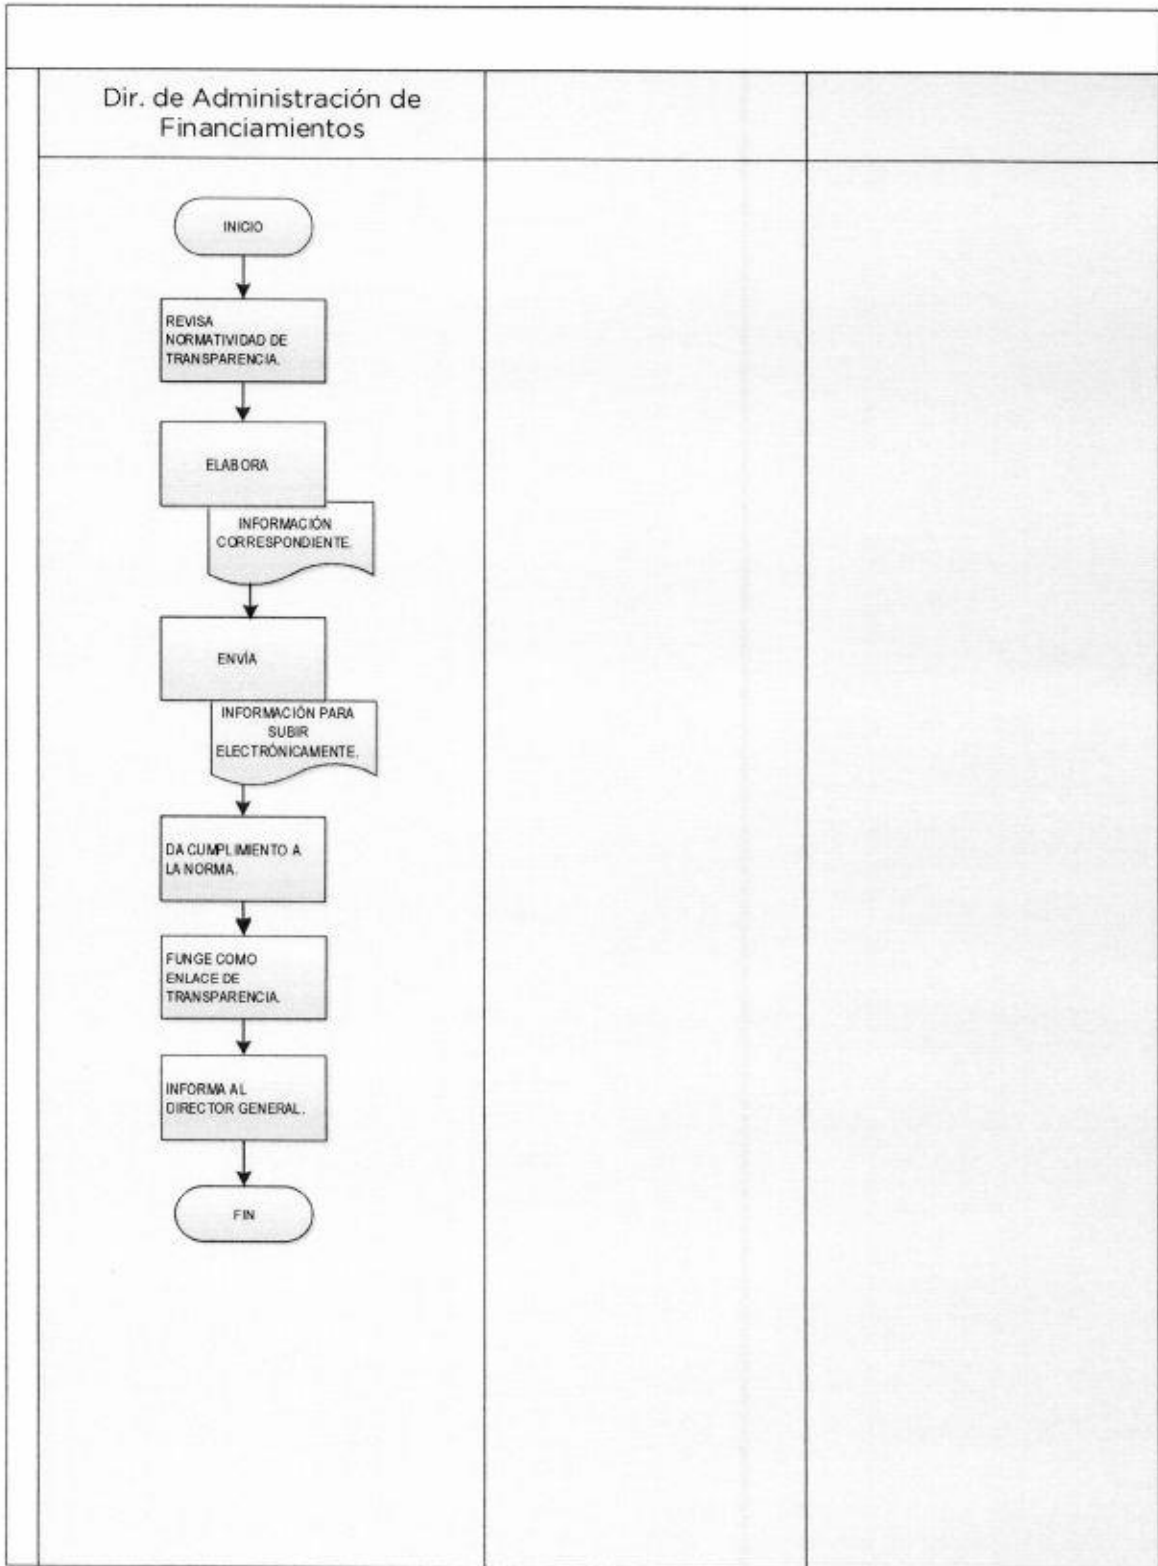 Dir. de Administración de
Financiamientos
INICIO
REVISA
NORMATIVIDAD DE
TRANSPARENCIA.
ELABORA
INFORMACIÓN
CORRESPONDIENTE.
ENVÍA
INFORMACIÓN PARA
SUBIR
ELECTRÓNICAMENTE.
DA CUMPLIMIENTO A
LA NORMA.
FUNGE COMO
ENLACE DE
TRANSPARENCIA.
INFORMA AL
DIRECTOR GENERAL.
FIN